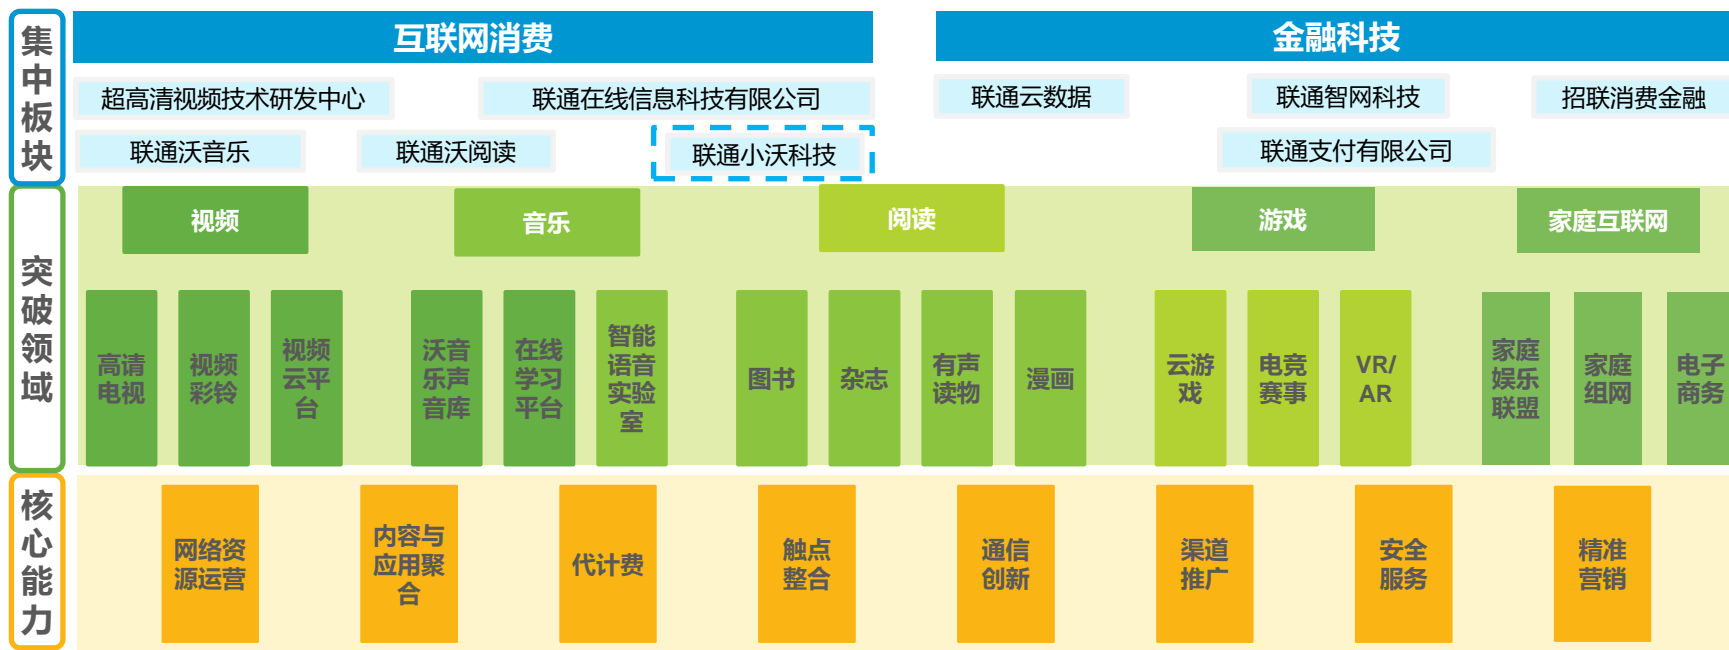 集
中
板
块
互联网消费
金融科技
超高清视频技术研发中心
联通在线信息科技有限公司
联通云数据
联通智网科技
招联消费金融
联通沃音乐
联通沃阅读
联通小沃科技
联通支付有限公司
突
破
领
域
视频
音乐
阅读
游戏
家庭互联网
高请
电视
视频
彩铃
视频
云平
台
沃音
乐声
音库
在线
学习
平台
智能
语音
实验
室
图书
杂志
有声
读物
漫画
云游
戏
电竞
赛事
VR/
AR
家庭
娱乐
联盟
家庭
组网
电子
商务
核
心
能
力
网络资
源运营
内容与
应用聚
合
代计费
触点
整合
通信
创新
渠道
推广
安全
服务
精准
营销